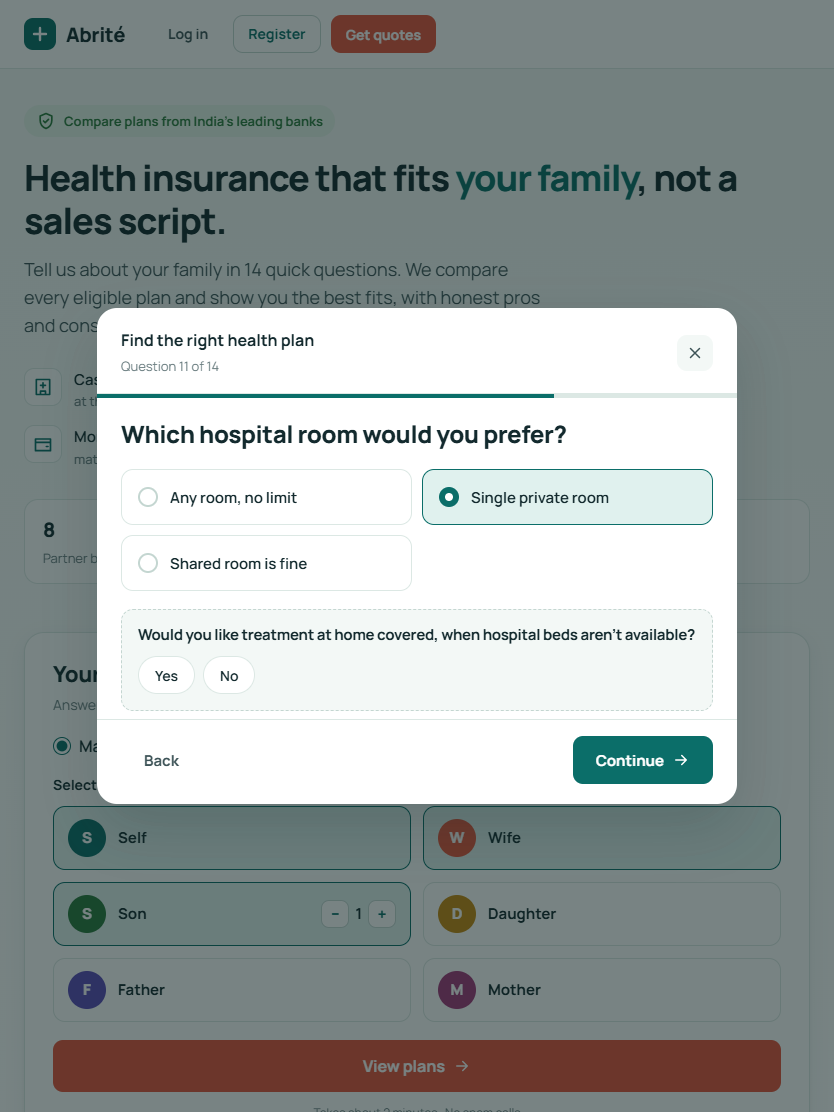 Abrité
Log in
Register
Get quotes
Compare plans from India's leading banks
Health insurance that fits your family, not a
sales script.
Tell us about your family in 14 quick questions. We compare
every eligible plan and show you the best fits, with honest pros
and cons
Find the right health plan
Question 11 of 14
Which hospital room would you prefer?
Any room, no limit
Single private room
Shared room is fine
Would you like treatment at home covered, when hospital beds aren't available?
Yes
No
Back
Continue
8
Partner b
Your
Answe
Select
S
Self
W
Wife
S
Son
− 1 +
D
Daughter
F
Father
M
Mother
View plans